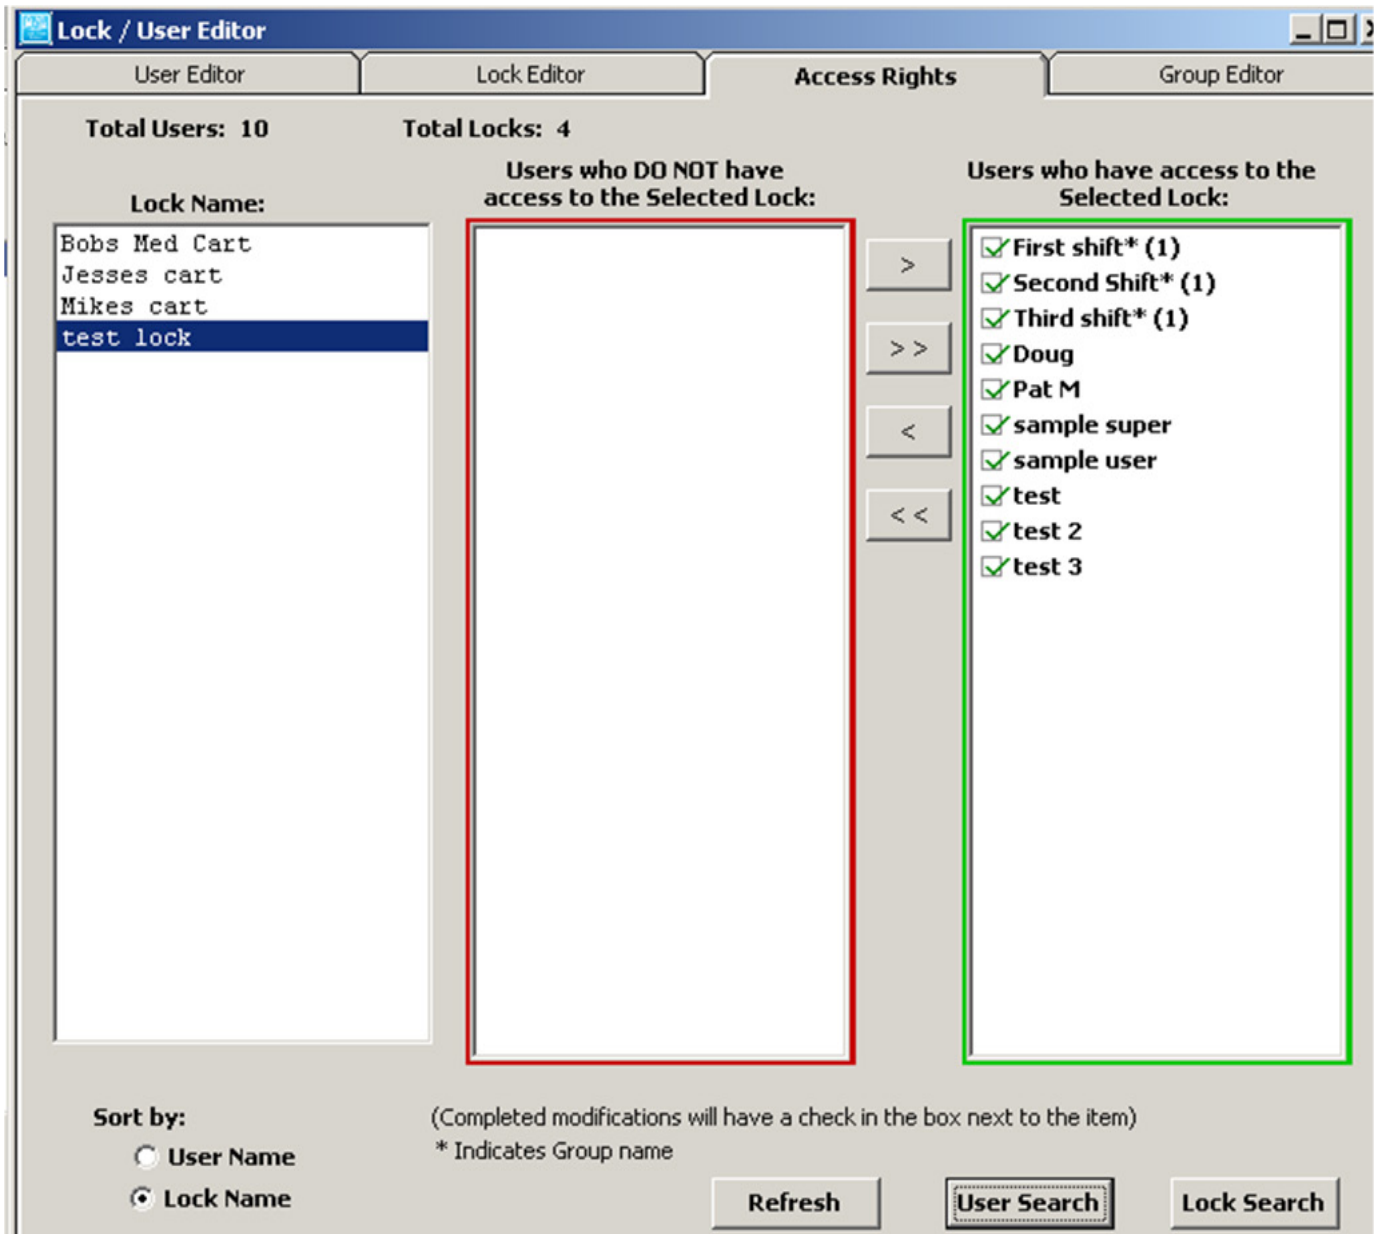 Lock / User Editor
User Editor
Lock Editor
Access Rights
Group Editor
Total Users: 10
Total Locks: 4
Lock Name:
Bobs Med Cart
Jesses cart
Mikes cart
test lock
Users who DO NOT have
access to the Selected Lock:
>
>>
<
<<
Users who have access to the
Selected Lock:
First shift* (1)
Second Shift* (1)
Third shift* (1)
Doug
Pat M
sample super
sample user
test
test 2
test 3
Sort by:
User Name
Lock Name
(Completed modifications will have a check in the box next to the item)
* Indicates Group name
Refresh
User Search
Lock Search